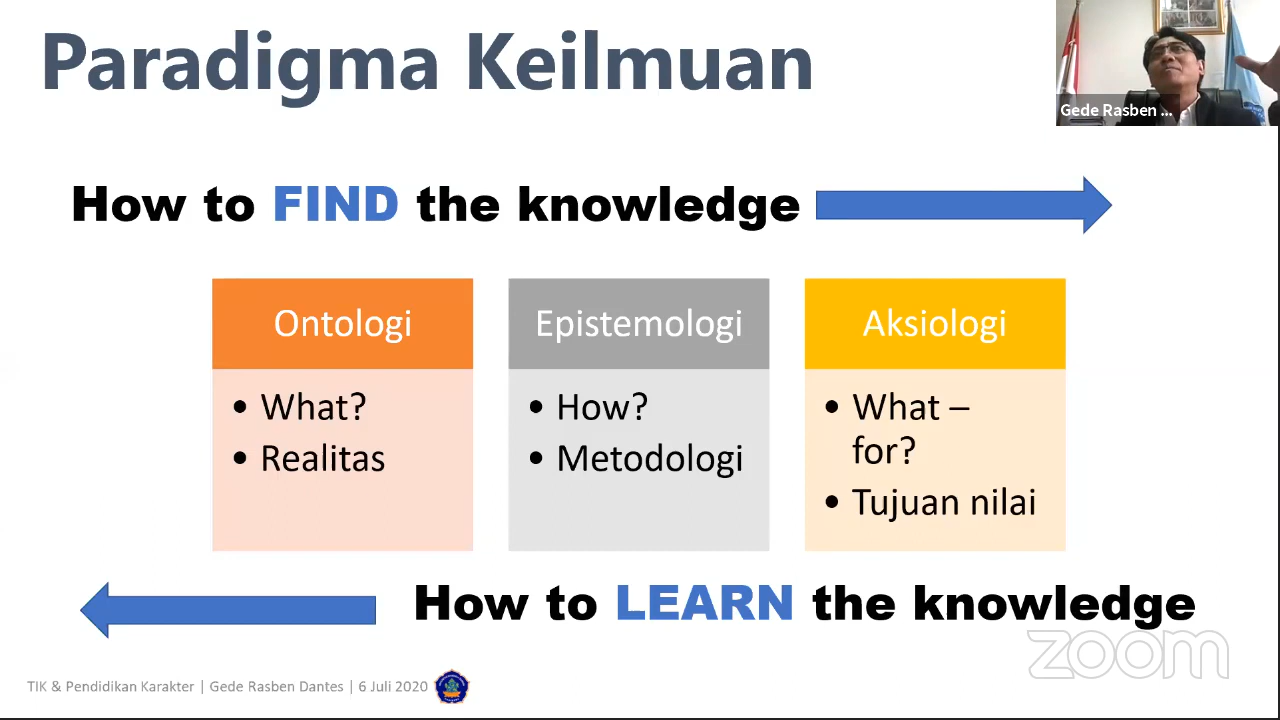 Paradigma Keilmuan
Gede Rasben ...
How to FIND the knowledge
Ontologi
• What?
• Realitas
Epistemologi
• How?
• Metodologi
Aksiologi
• What –
for?
• Tujuan nilai
How to LEARN the knowledge
zoom
TIK & Pendidikan Karakter | Gede Rasben Dantes | 6 Juli 2020